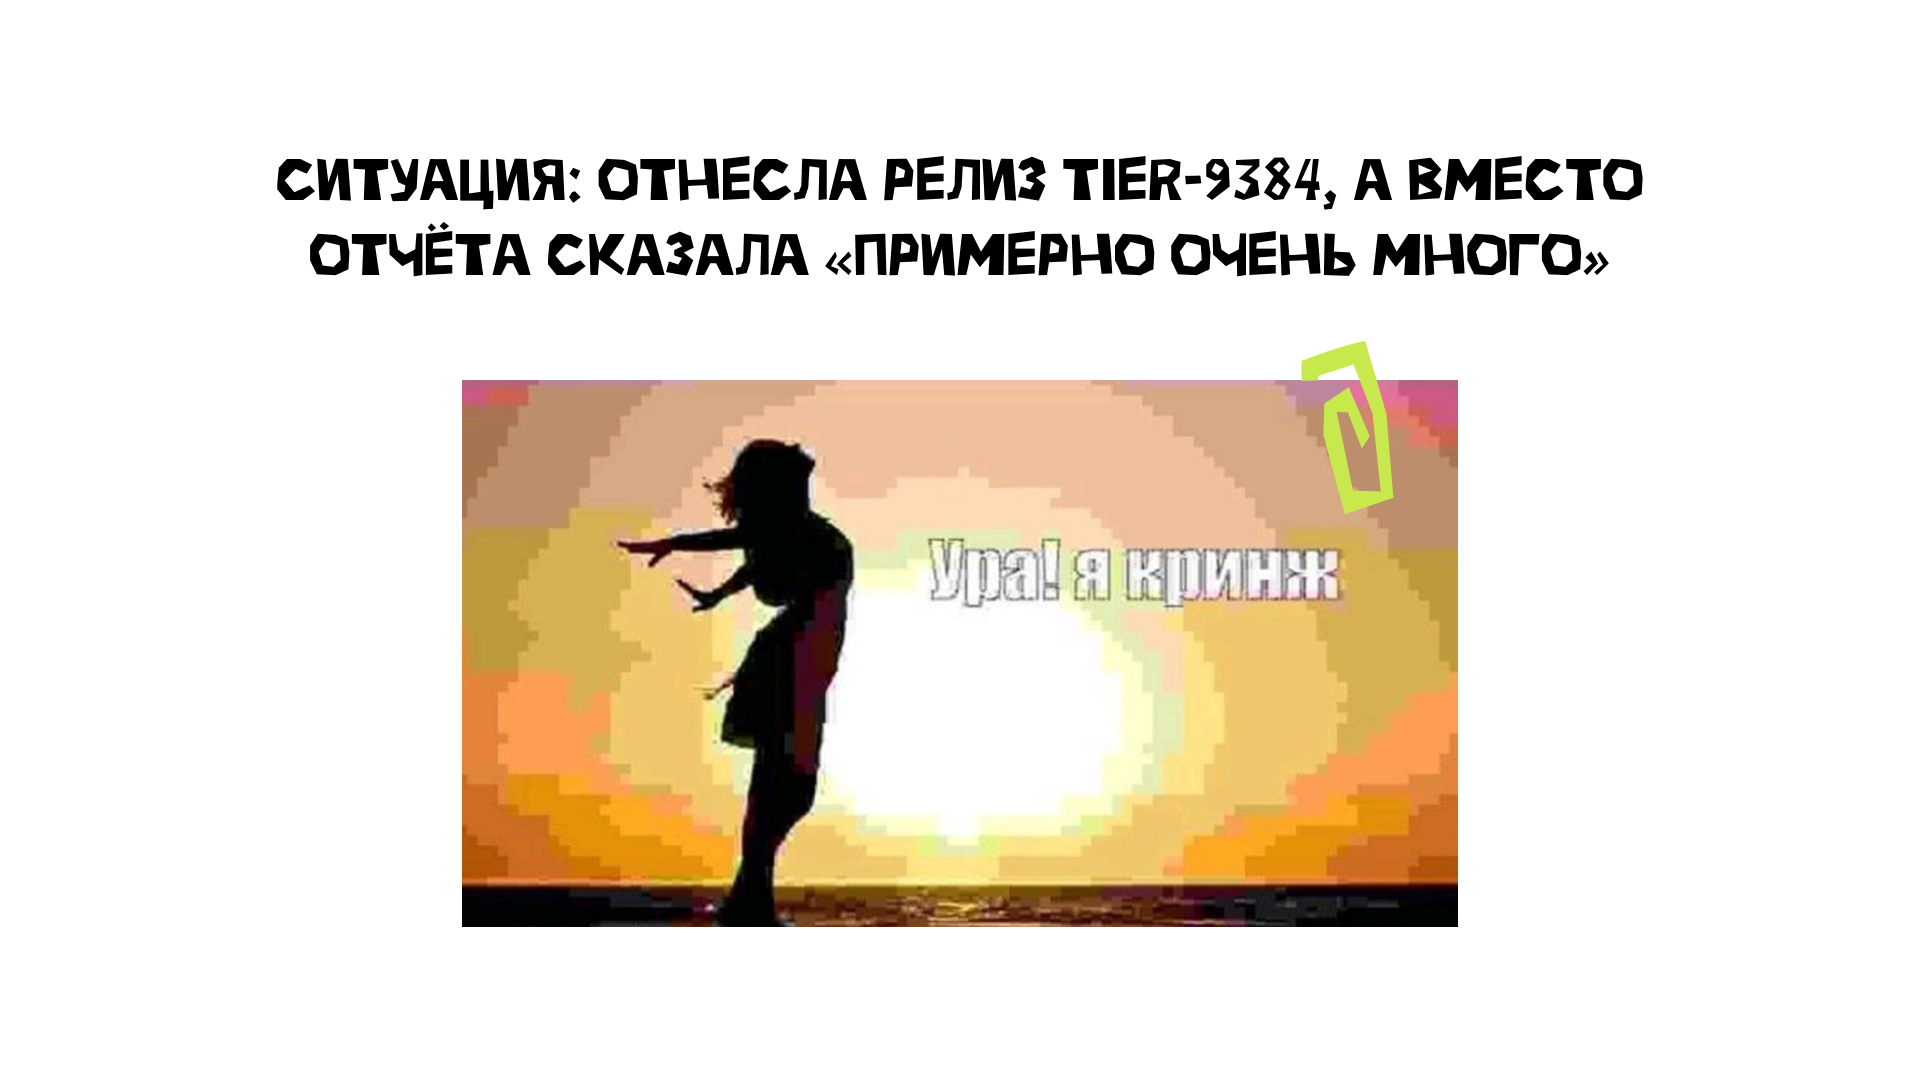 СИТУАЦИЯ: ОТНЕСЛА РЕЛИЗ TIER-9384, А ВМЕСТО
ОТЧЁТА СКАЗАЛА «ПРИМЕРНО ОЧЕНЬ МНОГО»
Ура! я кринж